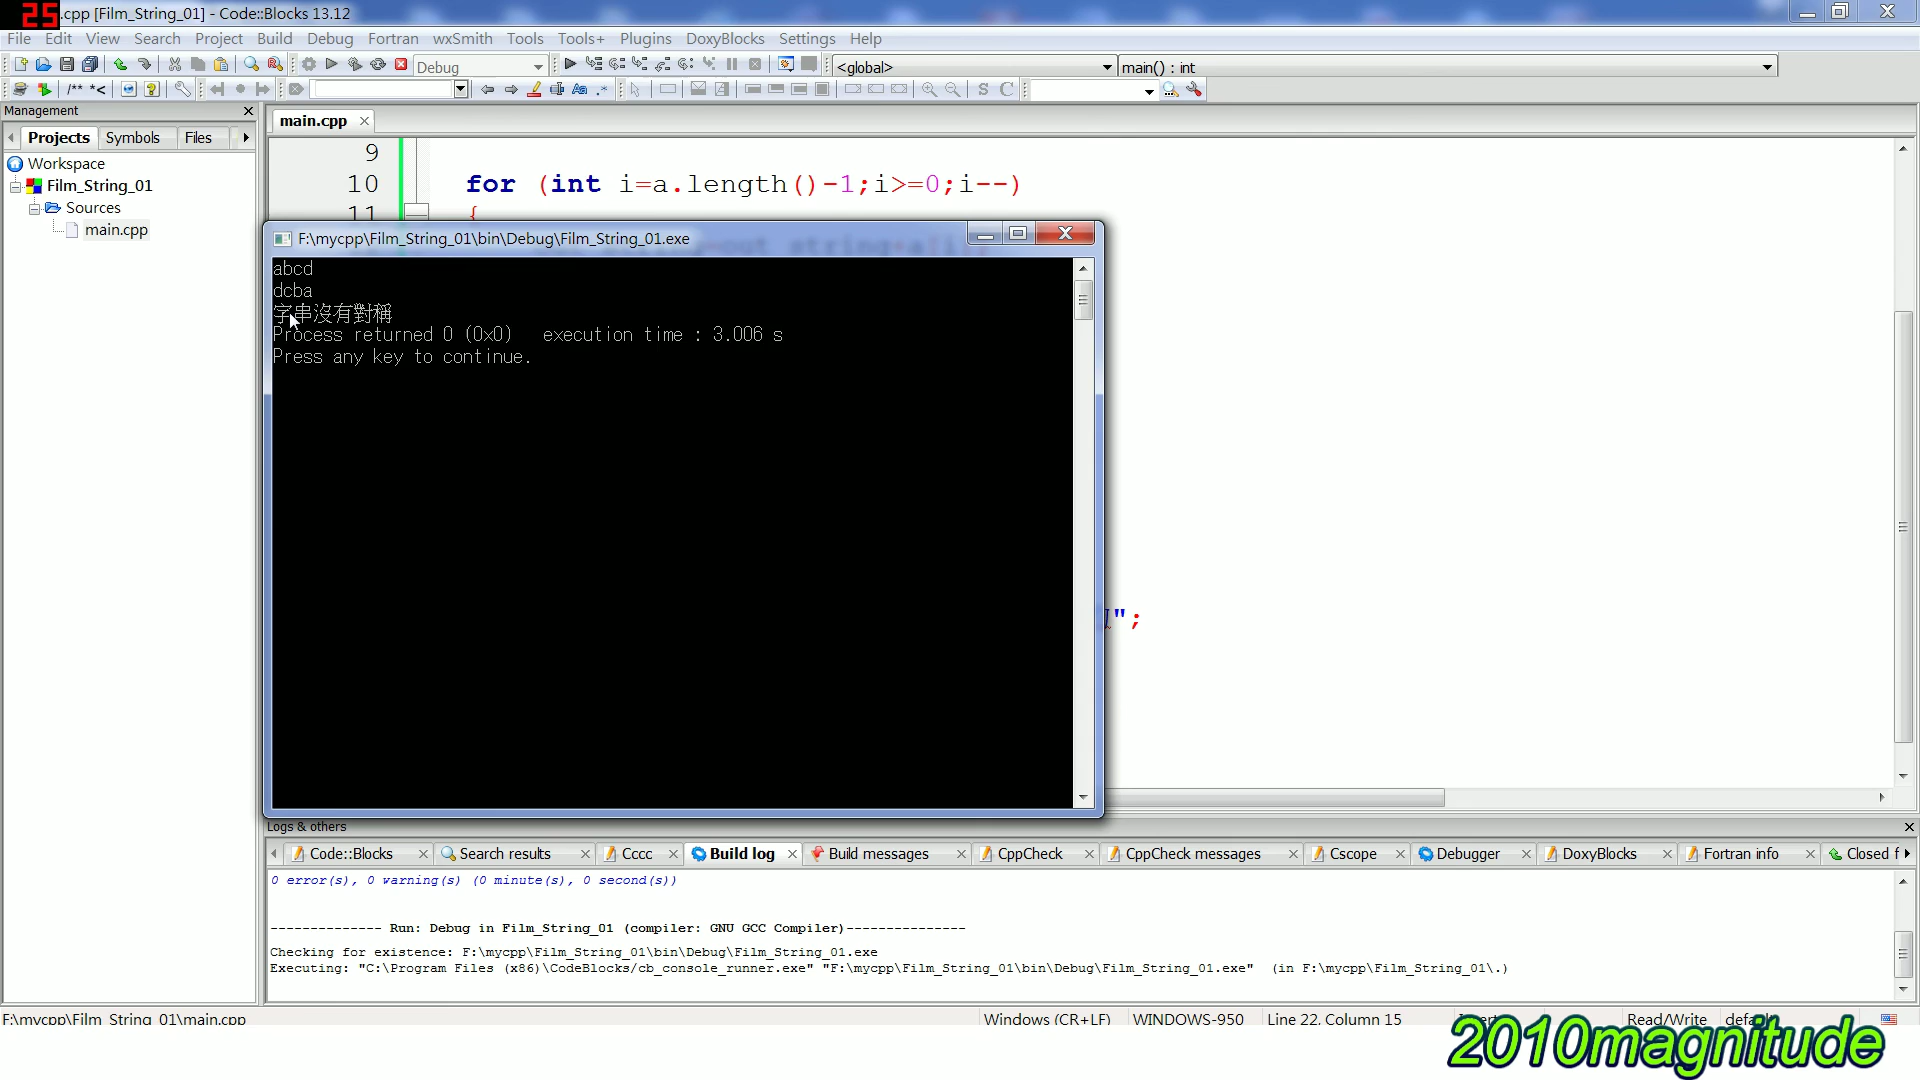 25
.cpp [Film_String_01] - Code::Blocks 13.12
File Edit View Search Project Build Debug Fortran wxSmith Tools Tools+ Plugins DoxyBlocks Settings Help
Debug
<global>
main() : int
/** *<
Aa .*
S C
Management
Projects Symbols Files
Workspace
Film_String_01
Sources
main.cpp
main.cpp
9
10 for (int i=a.length()-1;i>=0;i--)
11 {
";
F:\mycpp\Film_String_01\bin\Debug\Film_String_01.exe
abcd
dcba
字串沒有對稱
Process returned 0 (0x0) execution time : 3.006 s
Press any key to continue.
Logs & others
Code::Blocks Search results Cccc Build log Build messages CppCheck CppCheck messages Cscope Debugger DoxyBlocks Fortran info Closed f
0 error(s), 0 warning(s) (0 minute(s), 0 second(s))
-------------- Run: Debug in Film_String_01 (compiler: GNU GCC Compiler)---------------
Checking for existence: F:\mycpp\Film_String_01\bin\Debug\Film_String_01.exe
Executing: "C:\Program Files (x86)\CodeBlocks/cb_console_runner.exe" "F:\mycpp\Film_String_01\bin\Debug\Film_String_01.exe" (in F:\mycpp\Film_String_01\.)
F:\mycpp\Film_String_01\main.cpp Windows (CR+LF) WINDOWS-950 Line 22, Column 15 Read/Write
2010magnitude